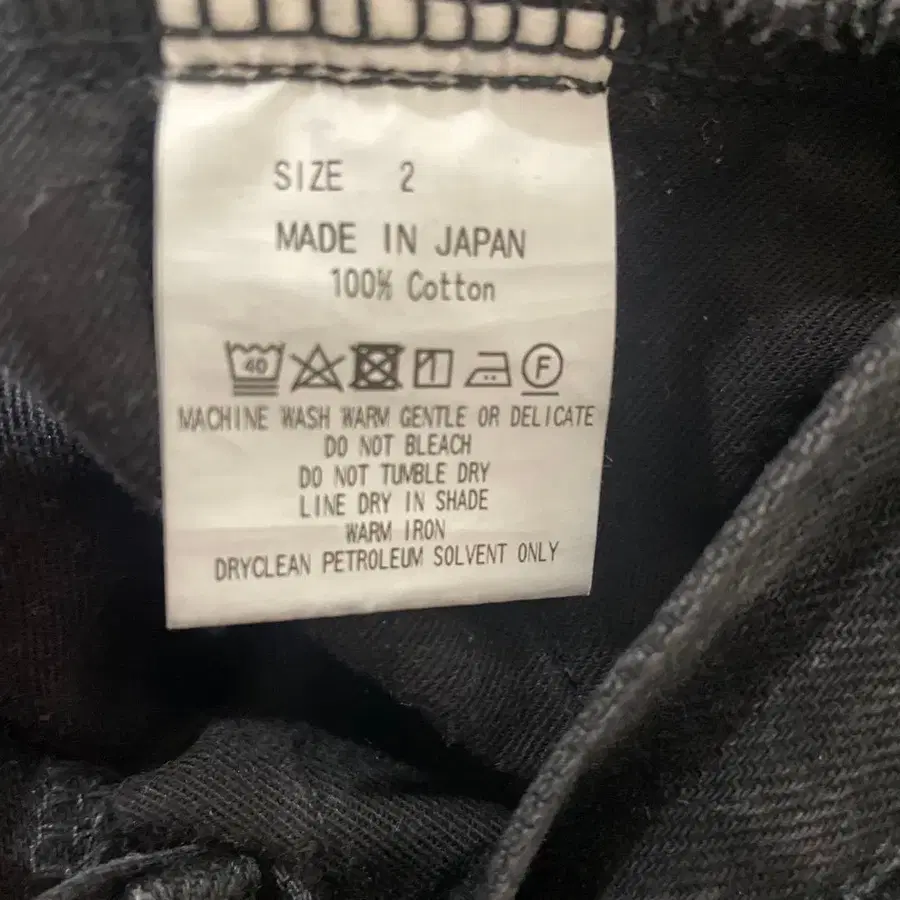 SIZE 2
MADE IN JAPAN
100% Cotton
40 F
MACHINE WASH WARM GENTLE OR DELICATE
DO NOT BLEACH
DO NOT TUMBLE DRY
LINE DRY IN SHADE
WARM IRON
DRYCLEAN PETROLEUM SOLVENT ONLY